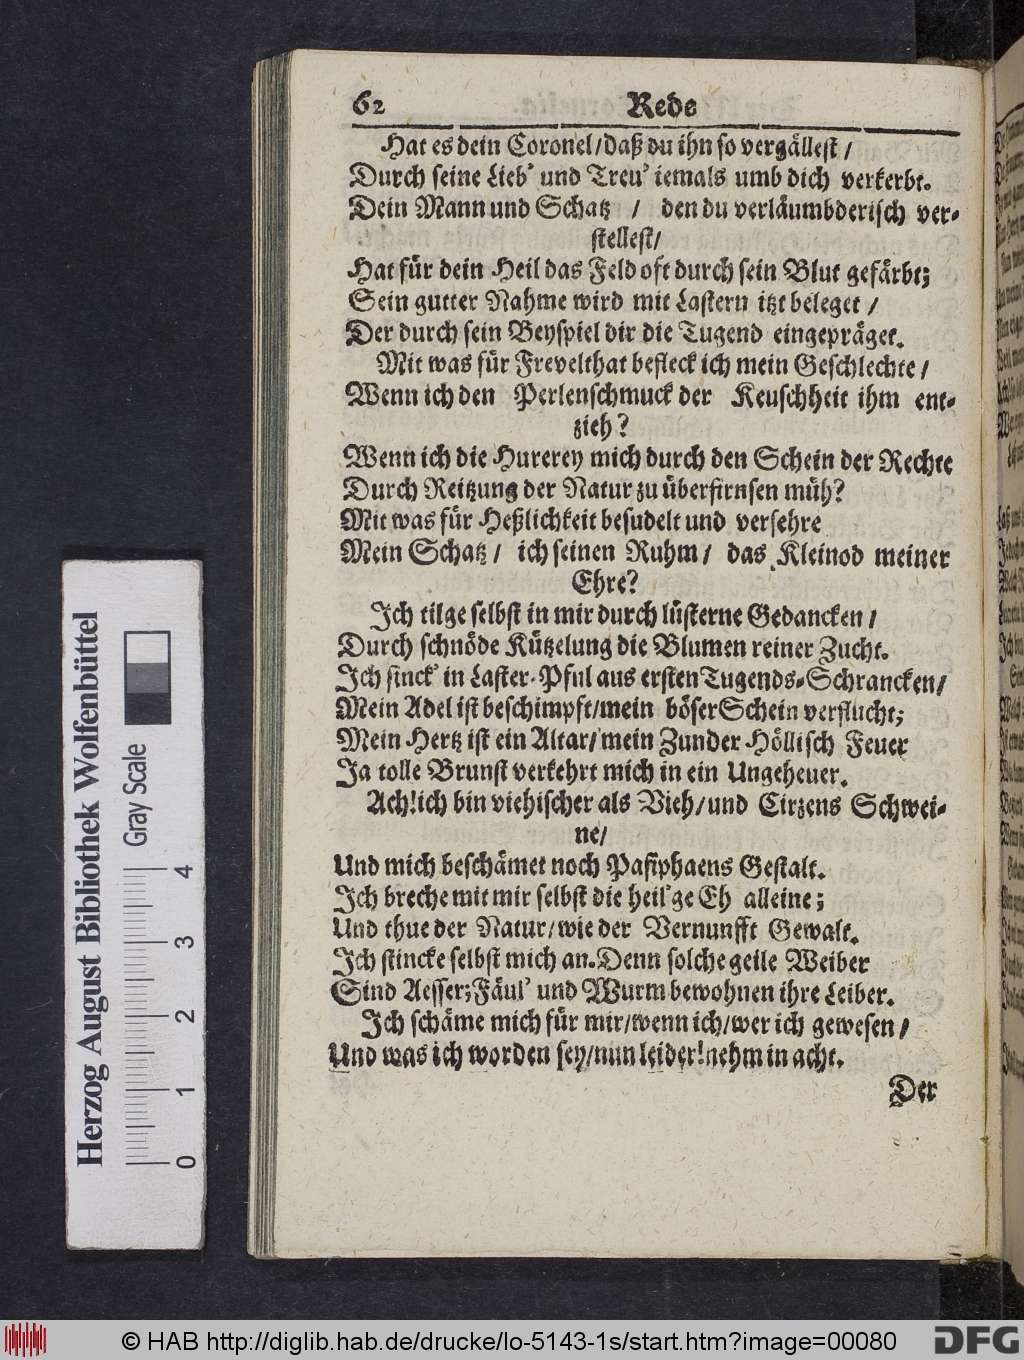 62 Rede
Hat es dein Coronel/daß du ihn so vergällest /
Durch seine Lieb' und Treu' iemals umb dich verkerbt.
Dein Mann und Schatz / den du verläumbderisch ver-
stellest/
Hat für dein Heil das Feld oft durch sein Blut gefärbt;
Sein gutter Nahme wird mit Lastern itzt beleget /
Der durch sein Beyspiel dir die Tugend eingepräget.
Mit was für Frevelthat befleck ich mein Geschlechte /
Wenn ich den Perlenschmuck der Keuschheit ihm ent-
zieh?
Wenn ich die Hurerey mich durch den Schein der Rechte
Durch Reitzung der Natur zu überfirnsen müh?
Mit was für Heßlichkeit besudelt und versehre
Mein Schatz/ ich seinen Ruhm/ das Kleinod meiner
Ehre?
Ich tilge selbst in mir durch lüsterne Gedancken /
Durch schnöde Kützelung die Blumen reiner Zucht.
Ich sinck' in Laster-Pful aus ersten Tugends-Schrancken/
Mein Adel ist beschimpft/mein böser Schein verflucht;
Mein Hertz ist ein Altar/mein Zunder Höllisch Feuer
Ja tolle Brunst verkehrt mich in ein Ungeheuer.
Ach!ich bin viehischer als Vieh/und Cirzens Schwei-
ne/
Und mich beschämet noch Pasiphaens Gestalt.
Ich breche mit mir selbst die heil'ge Eh alleine;
Und thue der Natur/wie der Vernunfft Gewalt.
Ich stincke selbst mich an. Denn solche geile Weiber
Sind Aesser; Fäul' und Wurm bewohnen ihre Leiber.
Ich schäme mich für mir/wenn ich/wer ich gewesen/
Und was ich worden sey/nun leider!nehm in acht.
Der
Herzog August Bibliothek Wolfenbüttel
Gray Scale
0 1 2 3 4
© HAB http://diglib.hab.de/drucke/lo-5143-1s/start.htm?image=00080
DFG